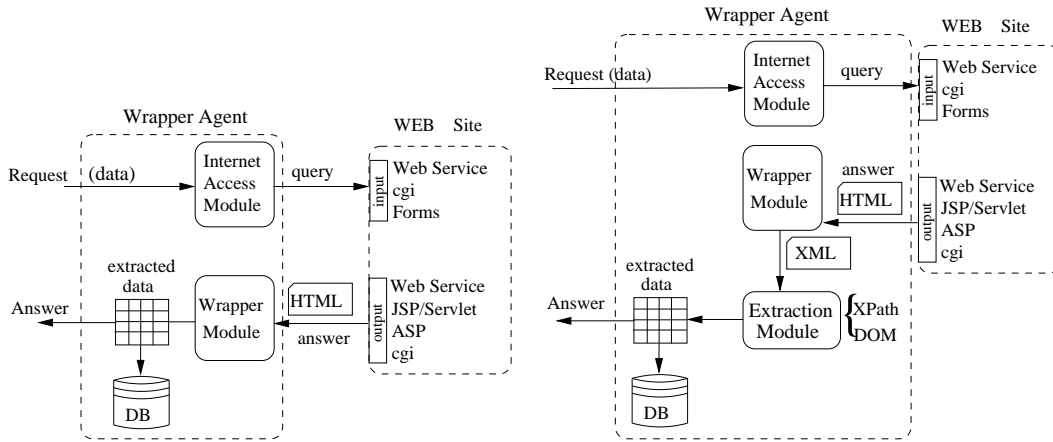 Wrapper Agent
WEB Site
Request (data)
Internet
Access
Module
query
input
Web Service
cgi
Forms
extracted
data
Answer
Wrapper
Module
HTML
answer
output
Web Service
JSP/Servlet
ASP
cgi
DB
Wrapper Agent
WEB Site
Request (data)
Internet
Access
Module
query
input
Web Service
cgi
Forms
Wrapper
Module
answer
HTML
output
Web Service
JSP/Servlet
ASP
cgi
XML
extracted
data
Answer
Extraction
Module
XPath
DOM
DB